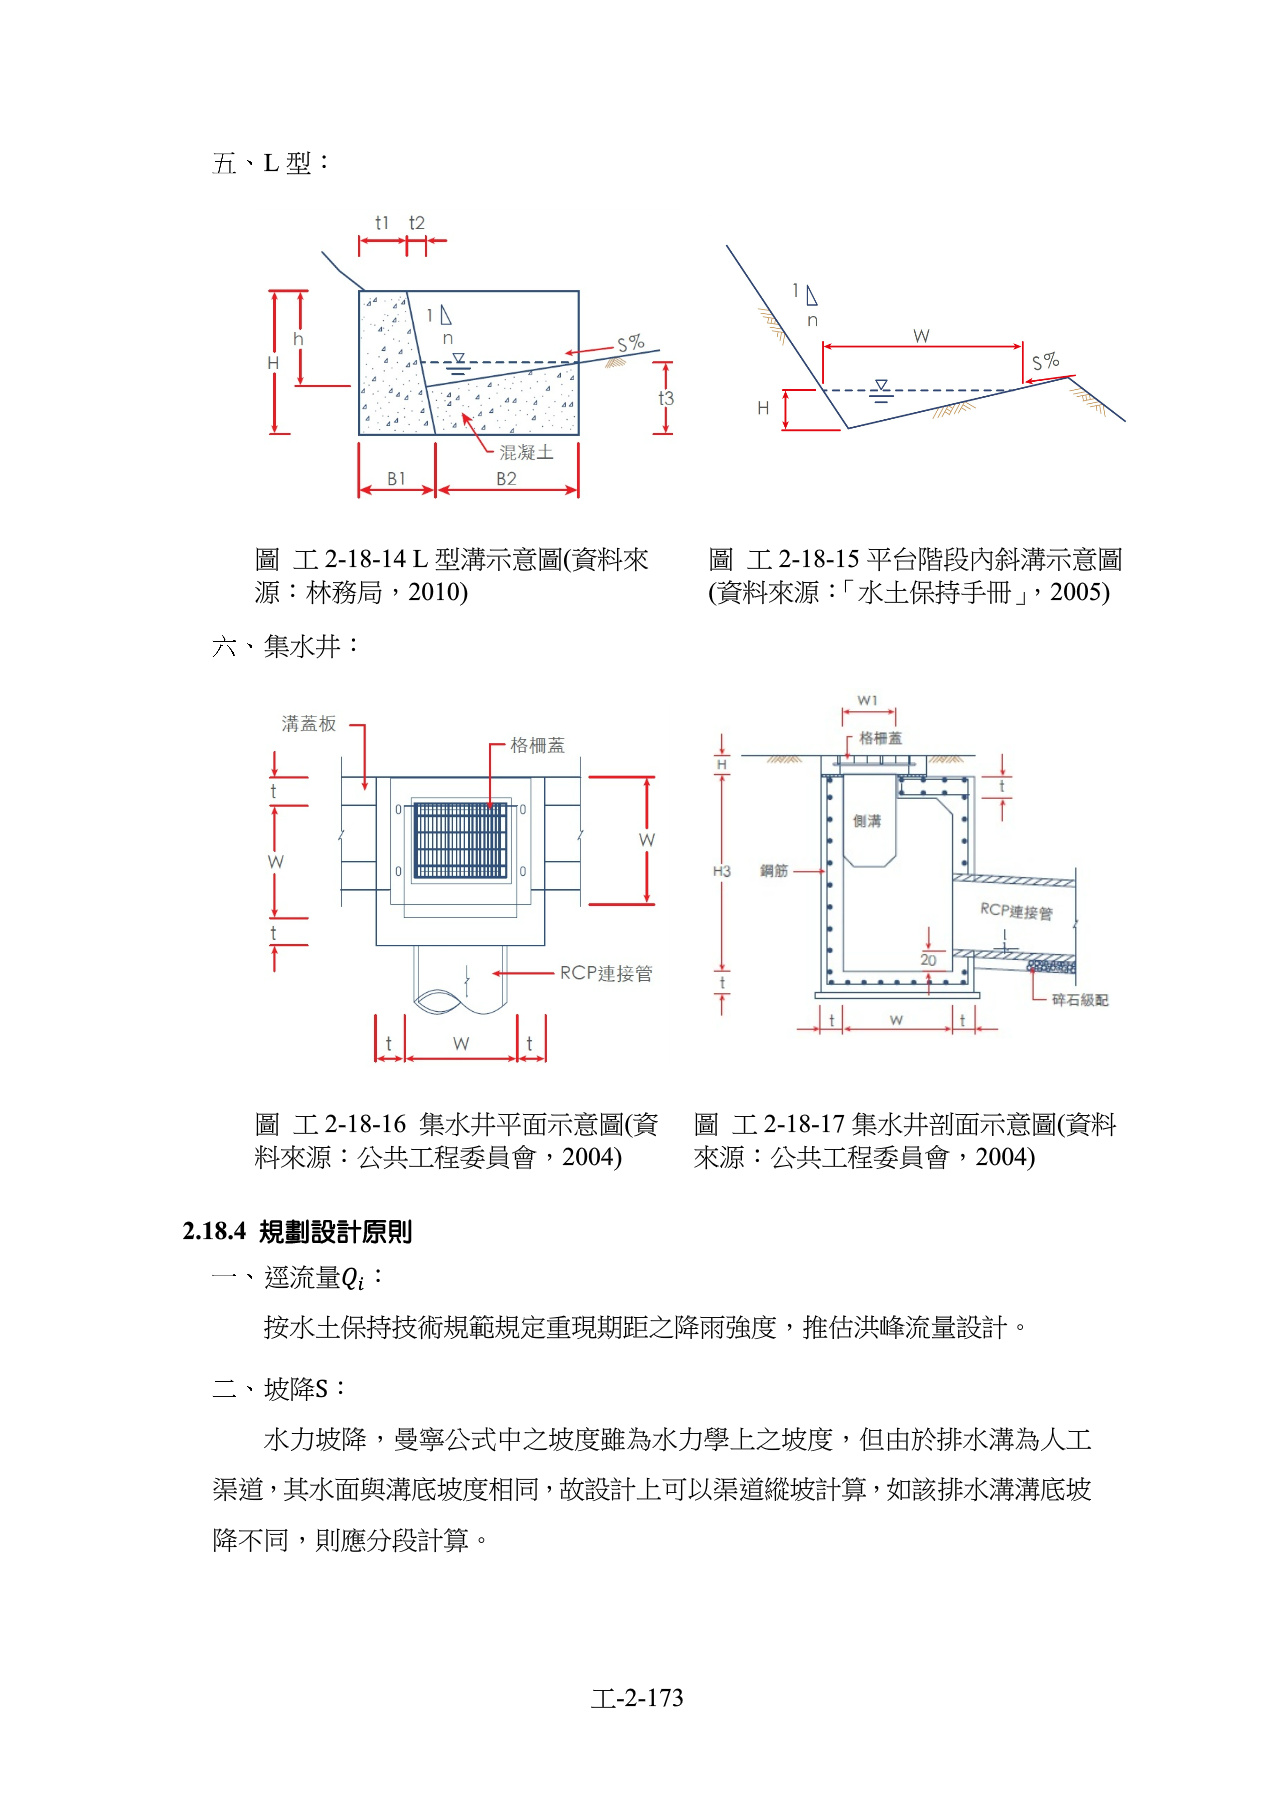 五、L 型：
t1 t2
1
n
S%
h
H
t3
混凝土
B1 B2
1
n
W
S%
H
圖 工 2-18-14 L 型溝示意圖(資料來
源：林務局，2010)
圖 工 2-18-15 平台階段內斜溝示意圖
(資料來源：「水土保持手冊」，2005)
六、集水井：
溝蓋板
格柵蓋
t
W
t
W
RCP連接管
t W t
W1
格柵蓋
H
t
側溝
H3
鋼筋
RCP連接管
20
t
碎石級配
t W t
圖 工 2-18-16 集水井平面示意圖(資
料來源：公共工程委員會，2004)
圖 工 2-18-17 集水井剖面示意圖(資料
來源：公共工程委員會，2004)
2.18.4 規劃設計原則
一、逕流量Qi：
按水土保持技術規範規定重現期距之降雨強度，推估洪峰流量設計。
二、坡降S：
水力坡降，曼寧公式中之坡度雖為水力學上之坡度，但由於排水溝為人工
渠道，其水面與溝底坡度相同，故設計上可以渠道縱坡計算，如該排水溝溝底坡
降不同，則應分段計算。
工-2-173